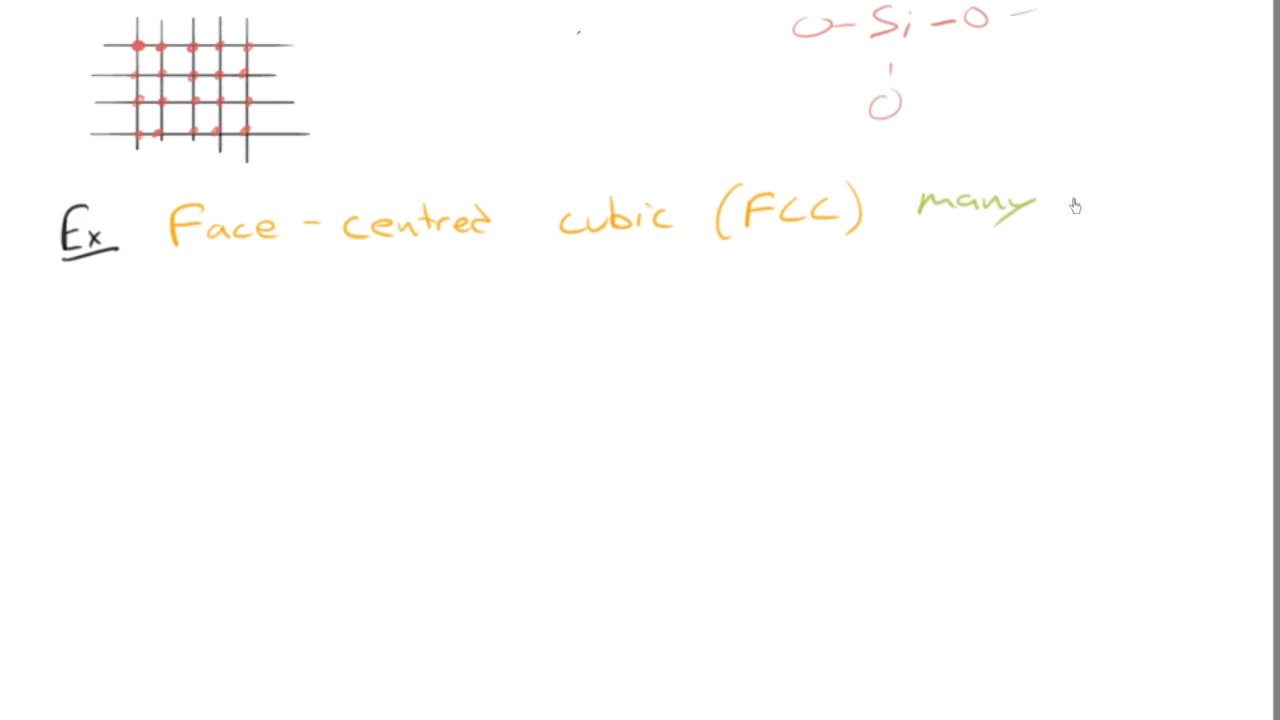 O - Si - O -
O
Ex Face - centred cubic (FCC) many